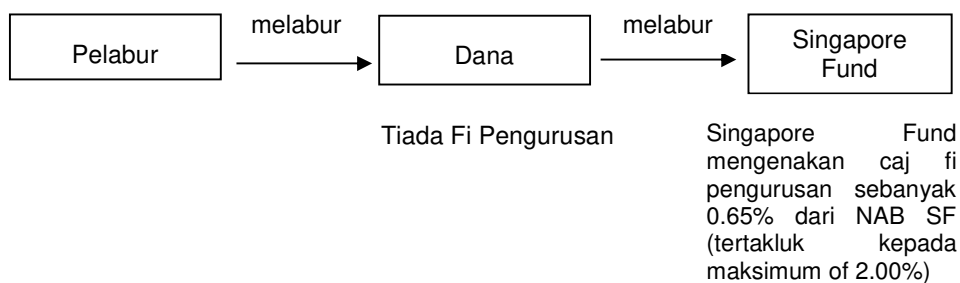 Pelabur
melabur
Dana
melabur
Singapore
Fund
Tiada Fi Pengurusan
Singapore Fund
mengenakan caj fi
pengurusan sebanyak
0.65% dari NAB SF
(tertakluk kepada
maksimum of 2.00%)